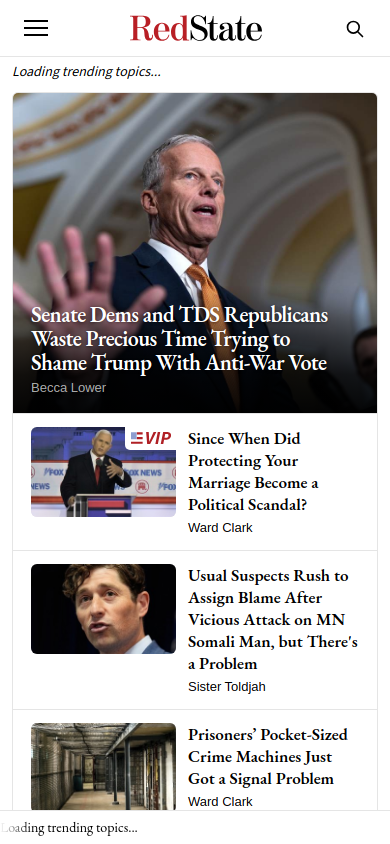 RedState
Loading trending topics...
Senate Dems and TDS Republicans
Waste Precious Time Trying to
Shame Trump With Anti-War Vote
Becca Lower
VIP
FOX NEWS
NEWS
Since When Did
Protecting Your
Marriage Become a
Political Scandal?
Ward Clark
Usual Suspects Rush to
Assign Blame After
Vicious Attack on MN
Somali Man, but There's
a Problem
Sister Toldjah
Prisoners’ Pocket-Sized
Crime Machines Just
Got a Signal Problem
Ward Clark
Loading trending topics...